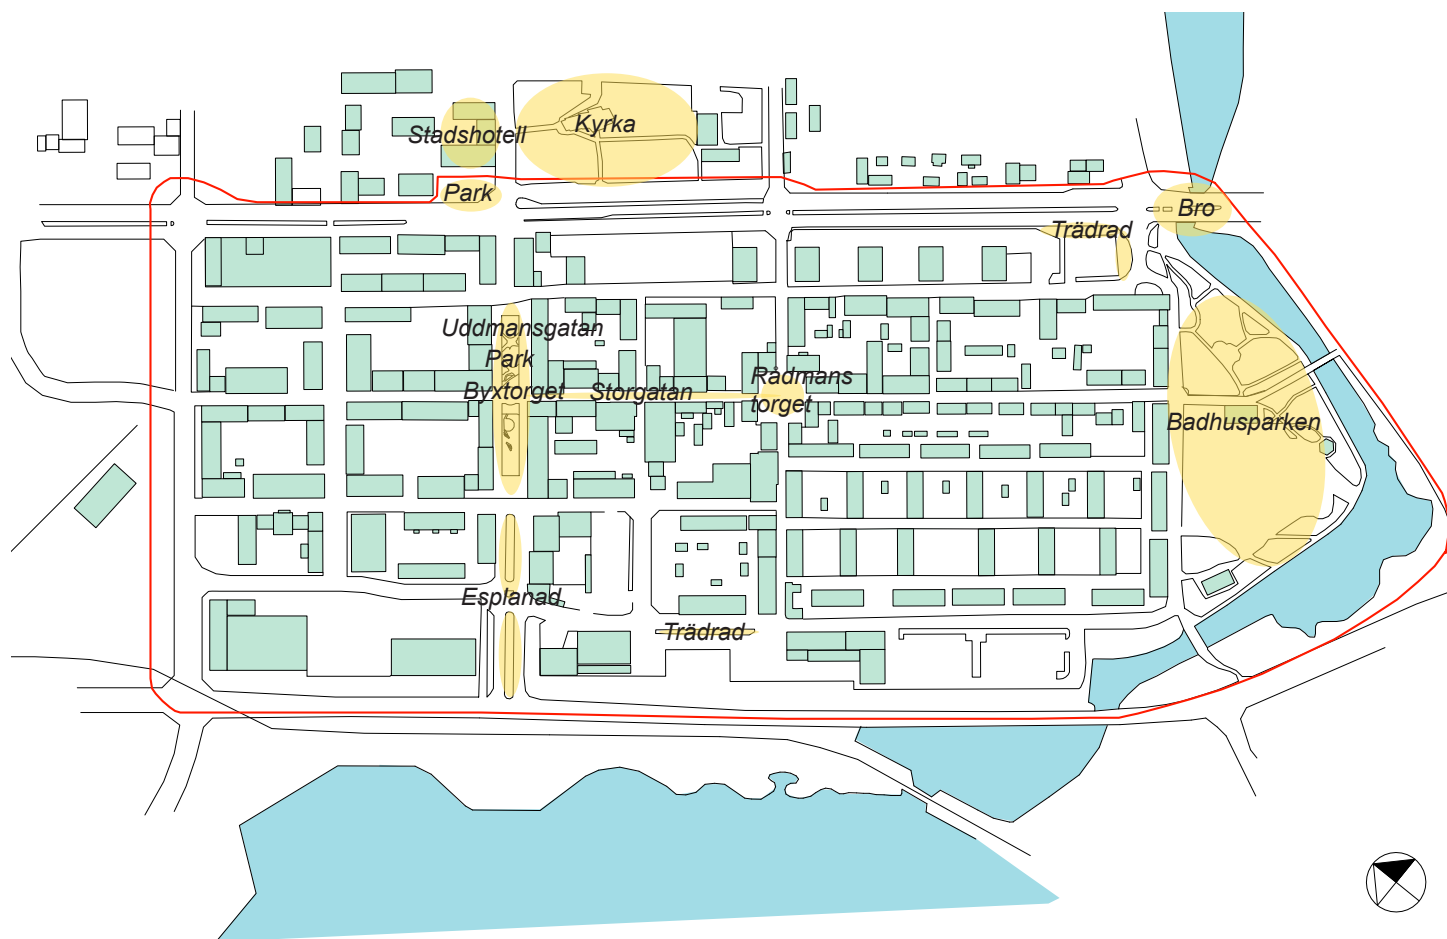 Stadshotell
Kyrka
Park
Bro
Trädrad
Uddmansgatan
Park
Byxtorget
Storgatan
Rådmans
torget
Badhusparken
Esplanad
Trädrad